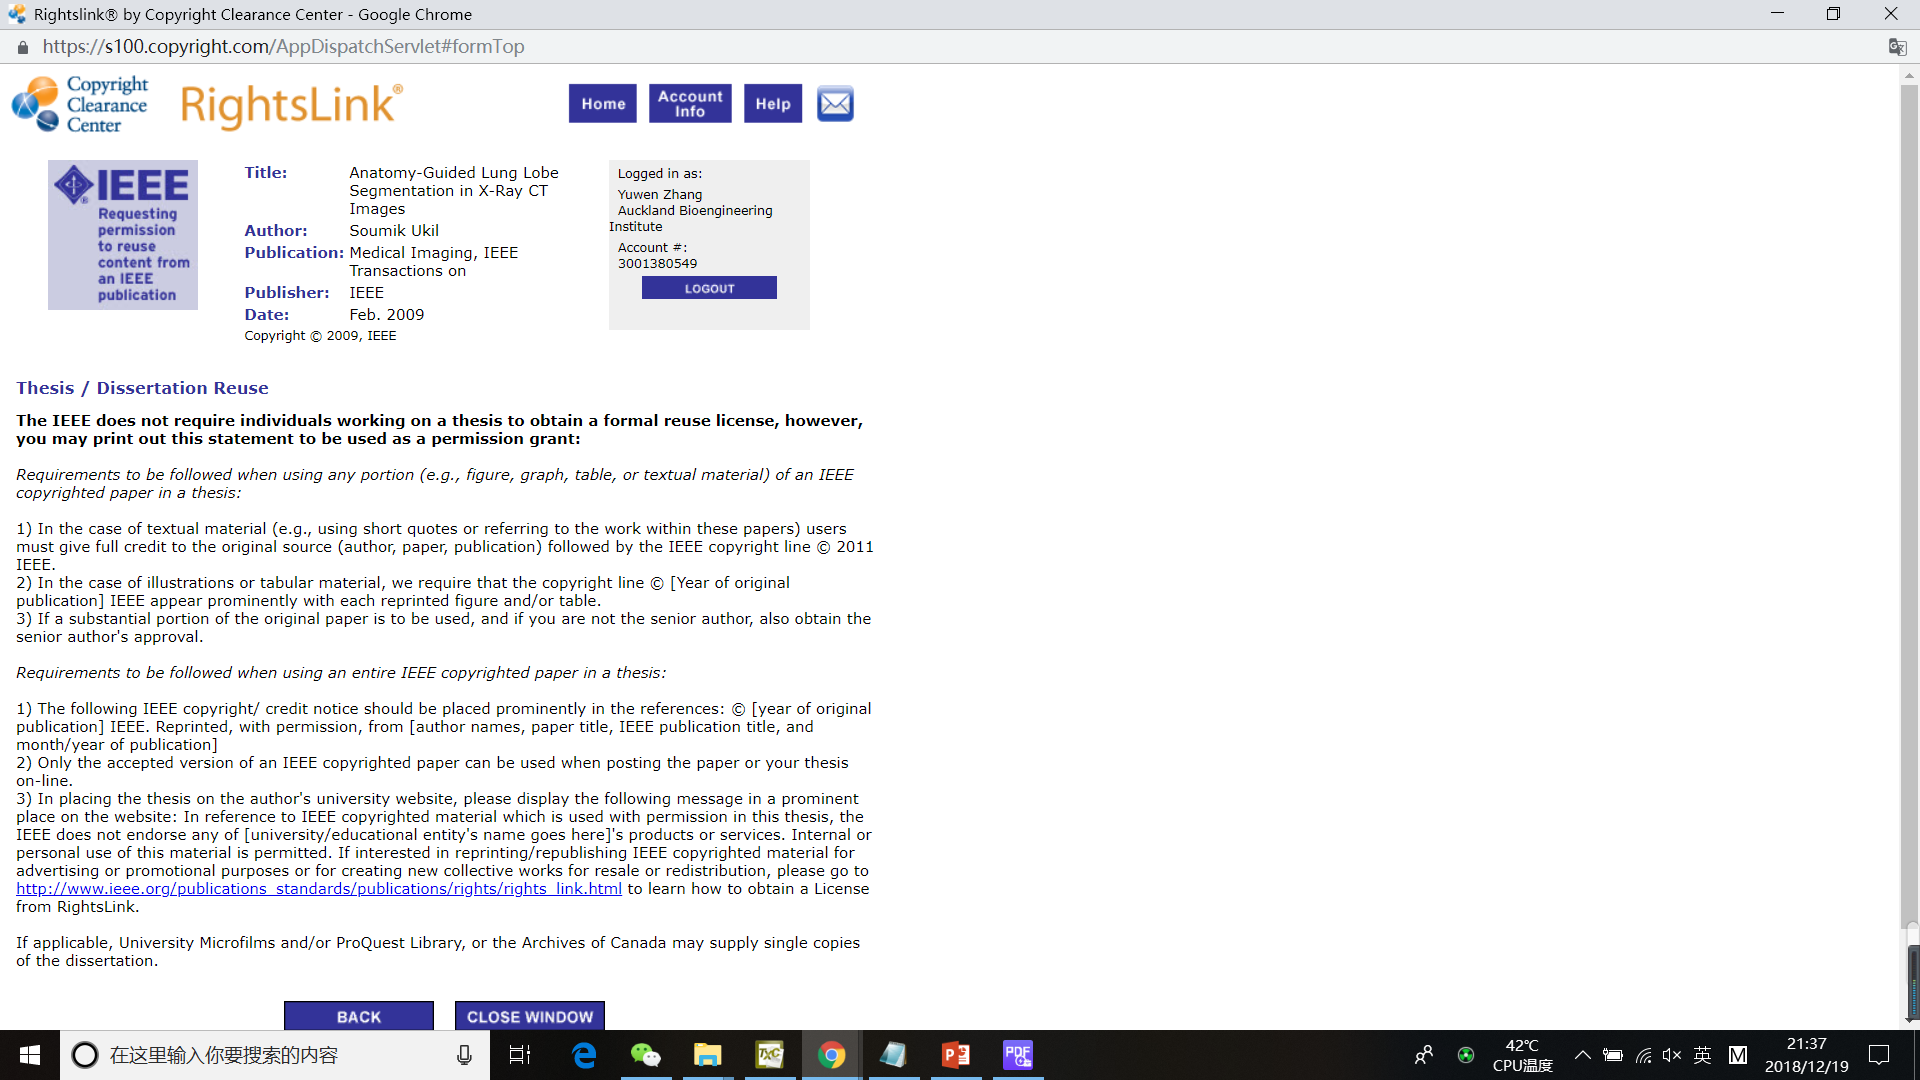 Rightslink® by Copyright Clearance Center - Google Chrome
https://s100.copyright.com/AppDispatchServlet#formTop
Copyright
Clearance
Center
RightsLink®
Home
Account
Info
Help
IEEE
Requesting
permission
to reuse
content from
an IEEE
publication
Title: Anatomy-Guided Lung Lobe
Segmentation in X-Ray CT
Images
Author: Soumik Ukil
Publication: Medical Imaging, IEEE
Transactions on
Publisher: IEEE
Date: Feb. 2009
Copyright © 2009, IEEE
Logged in as:
Yuwen Zhang
Auckland Bioengineering
Institute
Account #:
3001380549
LOGOUT
Thesis / Dissertation Reuse
The IEEE does not require individuals working on a thesis to obtain a formal reuse license, however,
you may print out this statement to be used as a permission grant:
Requirements to be followed when using any portion (e.g., figure, graph, table, or textual material) of an IEEE
copyrighted paper in a thesis:
1) In the case of textual material (e.g., using short quotes or referring to the work within these papers) users
must give full credit to the original source (author, paper, publication) followed by the IEEE copyright line © 2011
IEEE.
2) In the case of illustrations or tabular material, we require that the copyright line © [Year of original
publication] IEEE appear prominently with each reprinted figure and/or table.
3) If a substantial portion of the original paper is to be used, and if you are not the senior author, also obtain the
senior author's approval.
Requirements to be followed when using an entire IEEE copyrighted paper in a thesis:
1) The following IEEE copyright/ credit notice should be placed prominently in the references: © [year of original
publication] IEEE. Reprinted, with permission, from [author names, paper title, IEEE publication title, and
month/year of publication]
2) Only the accepted version of an IEEE copyrighted paper can be used when posting the paper or your thesis
on-line.
3) In placing the thesis on the author's university website, please display the following message in a prominent
place on the website: In reference to IEEE copyrighted material which is used with permission in this thesis, the
IEEE does not endorse any of [university/educational entity's name goes here]'s products or services. Internal or
personal use of this material is permitted. If interested in reprinting/republishing IEEE copyrighted material for
advertising or promotional purposes or for creating new collective works for resale or redistribution, please go to
http://www.ieee.org/publications_standards/publications/rights/rights_link.html to learn how to obtain a License
from RightsLink.
If applicable, University Microfilms and/or ProQuest Library, or the Archives of Canada may supply single copies
of the dissertation.
BACK
CLOSE WINDOW
在这里输入你要搜索的内容
TXC
PDF
42℃
CPU温度
英
M
21:37
2018/12/19